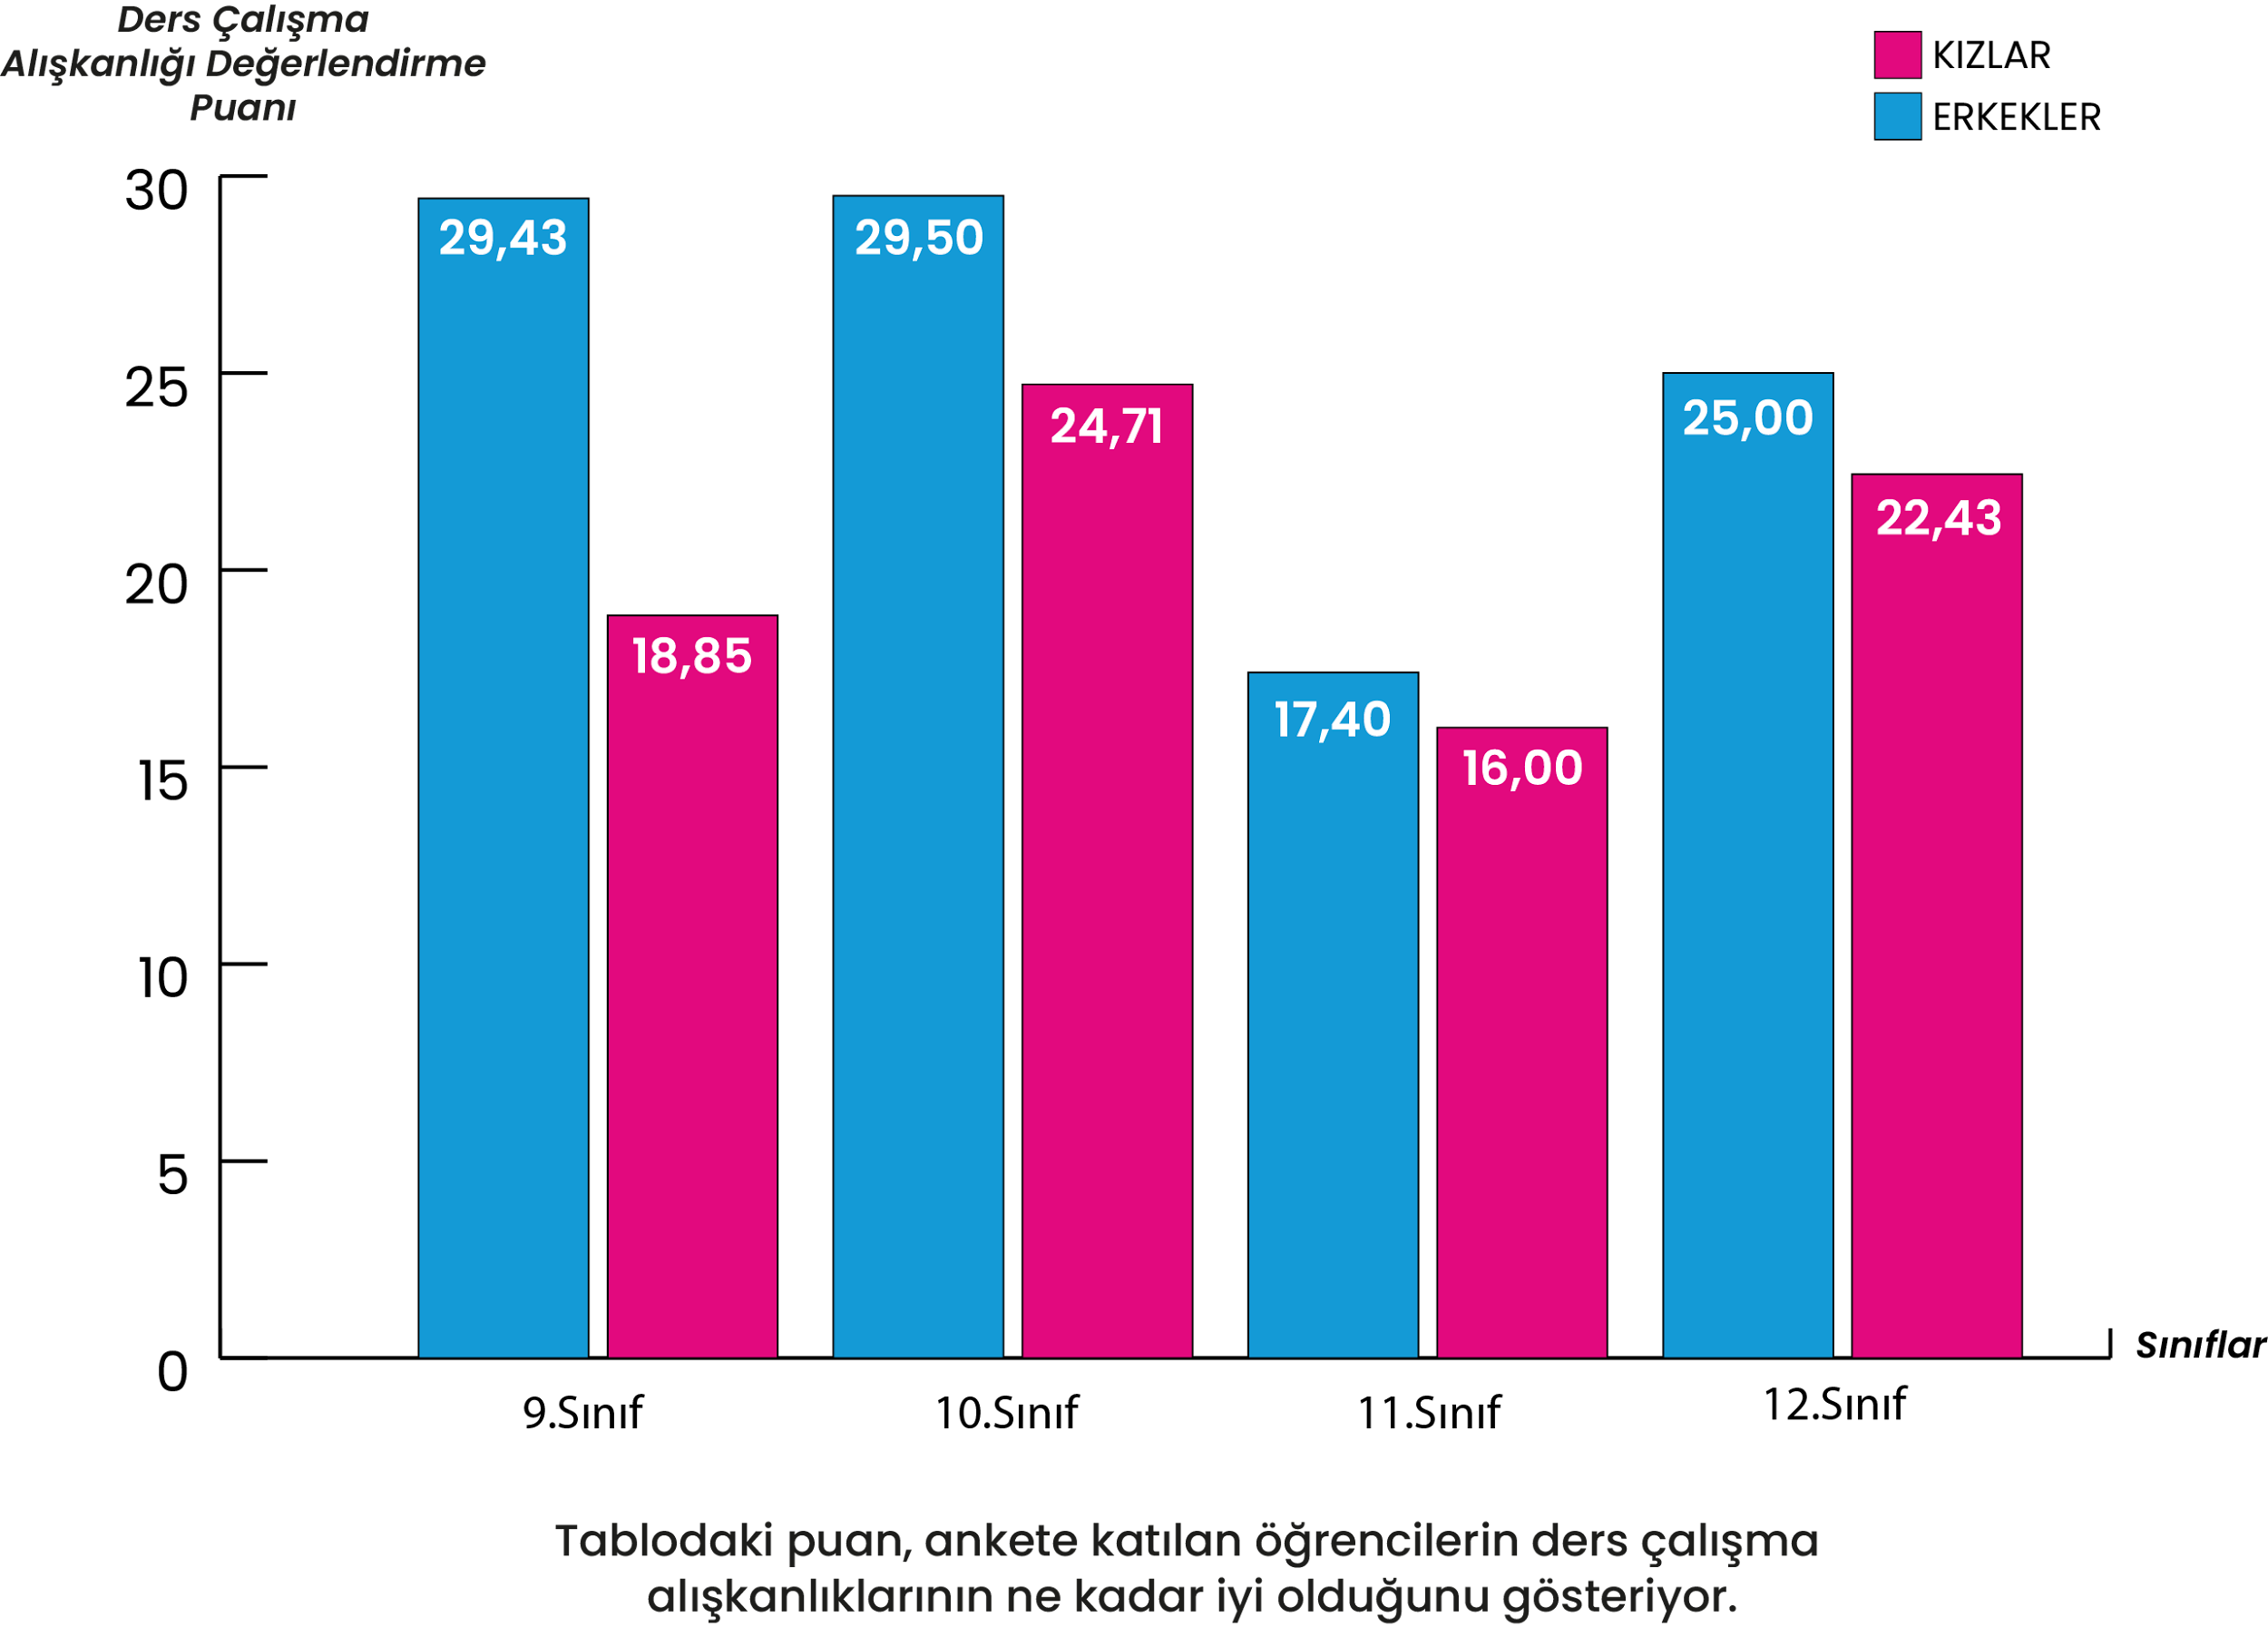 Ders Çalışma
Alışkanlığı Değerlendirme
Puanı
KIZLAR
ERKEKLER
30
25
20
15
10
5
0
29,43
18,85
29,50
24,71
17,40
16,00
25,00
22,43
9.Sınıf
10.Sınıf
11.Sınıf
12.Sınıf
Sınıflar
Tablodaki puan, ankete katılan öğrencilerin ders çalışma
alışkanlıklarının ne kadar iyi olduğunu gösteriyor.